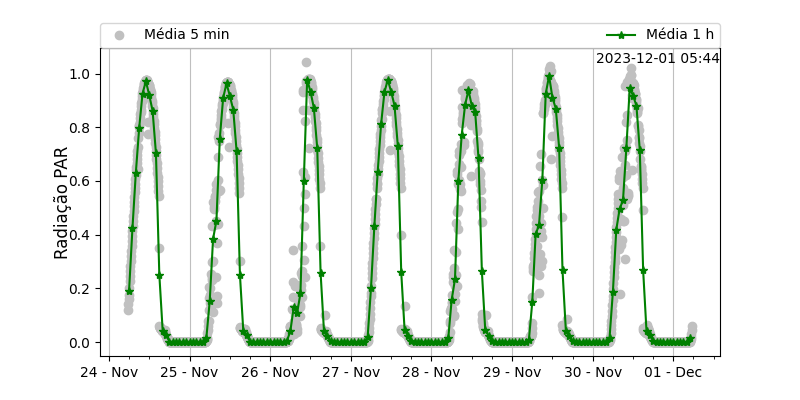 Média 5 min
Média 1 h
2023-12-01 05:44
Radiação PAR
1.0
0.8
0.6
0.4
0.2
0.0
24 - Nov
25 - Nov
26 - Nov
27 - Nov
28 - Nov
29 - Nov
30 - Nov
01 - Dec